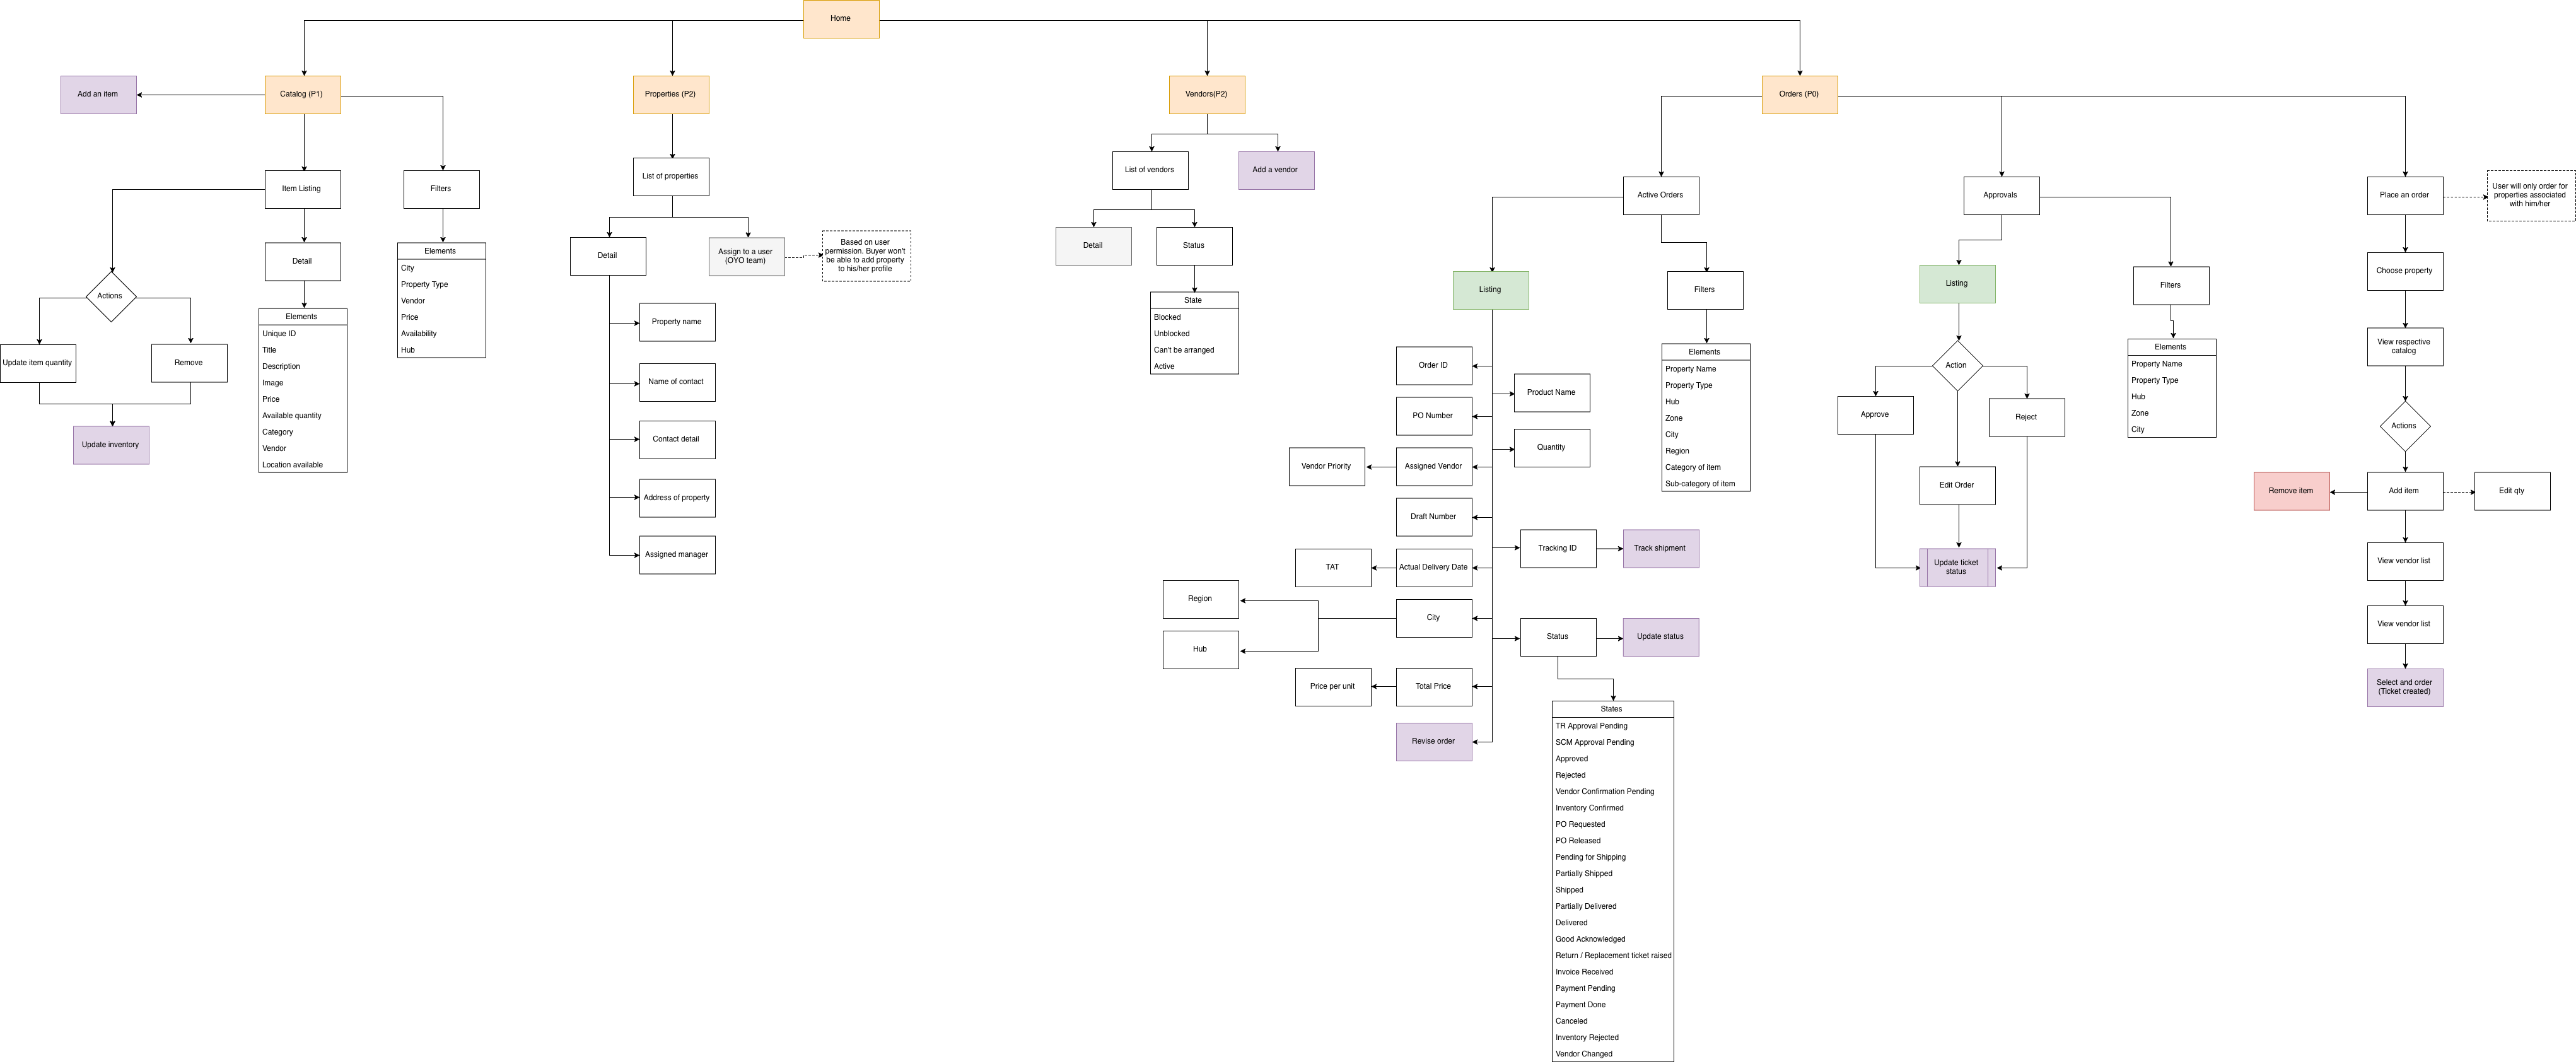 Home
Add an item
Catalog (P1)
Properties (P2)
Vendors(P2)
Orders (P0)
Item Listing
Filters
Detail
Elements
Unique ID
Title
Description
Image
Price
Available quantity
Category
Vendor
Location available
Elements
City
Property Type
Vendor
Price
Availability
Hub
Actions
Update item quantity
Remove
Update inventory
List of properties
Detail
Assign to a user
(OYO team)
Based on user
permission. Buyer won't
be able to add property
to his/her profile
Property name
Name of contact
Contact detail
Address of property
Assigned manager
List of vendors
Add a vendor
Detail
Status
State
Blocked
Unblocked
Can't be arranged
Active
Active Orders
Listing
Filters
Order ID
Product Name
PO Number
Quantity
Vendor Priority
Assigned Vendor
Draft Number
Tracking ID
Track shipment
TAT
Actual Delivery Date
Region
City
Hub
Status
Update status
Price per unit
Total Price
Revise order
Elements
Property Name
Property Type
Hub
Zone
City
Region
Category of item
Sub-category of item
States
TR Approval Pending
SCM Approval Pending
Approved
Rejected
Vendor Confirmation Pending
Inventory Confirmed
PO Requested
PO Released
Pending for Shipping
Partially Shipped
Shipped
Partially Delivered
Delivered
Good Acknowledged
Return / Replacement ticket raised
Invoice Received
Payment Pending
Payment Done
Canceled
Inventory Rejected
Vendor Changed
Approvals
Listing
Filters
Action
Approve
Reject
Edit Order
Update ticket
status
Elements
Property Name
Property Type
Hub
Zone
City
Place an order
User will only order for
properties associated
with him/her
Choose property
View respective
catalog
Actions
Remove item
Add item
Edit qty
View vendor list
View vendor list
Select and order
(Ticket created)